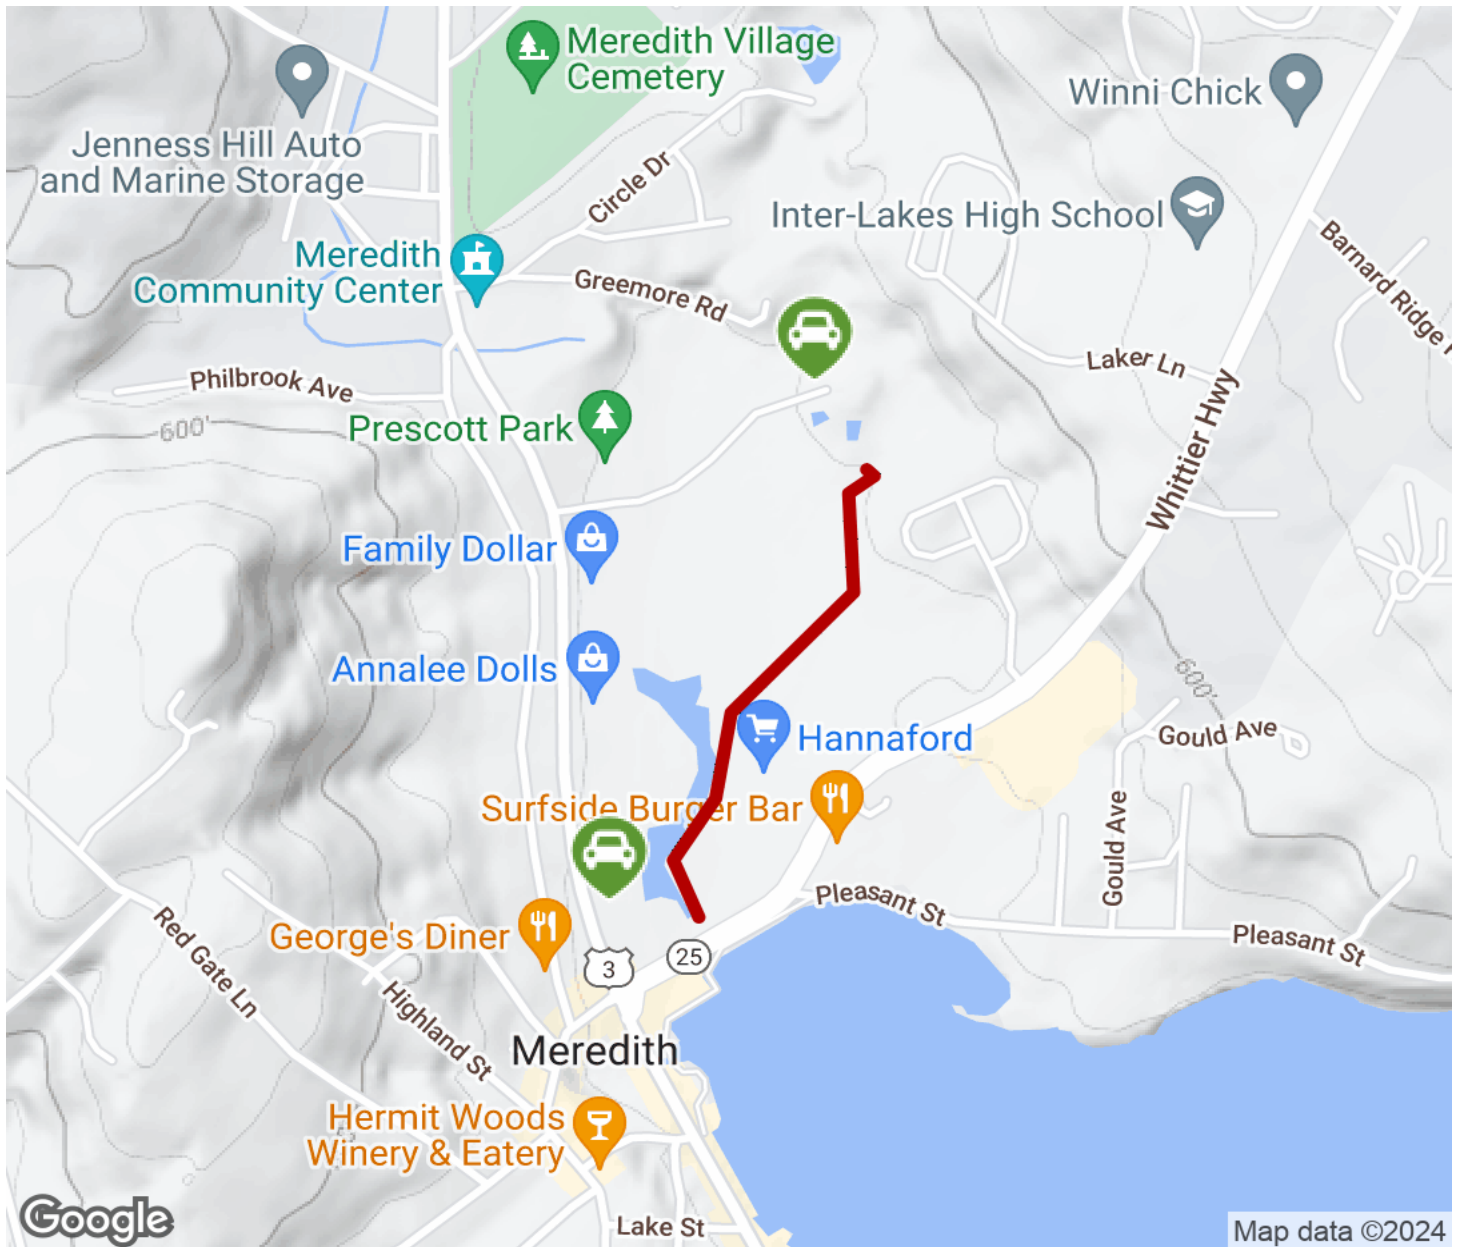 Meredith Village
Cemetery
Winni Chick
Jenness Hill Auto
and Marine Storage
Circle Dr
Inter-Lakes High School
Barnard Ridge
Meredith
Community Center
Greemore Rd
Laker Ln
Philbrook Ave
600'
Prescott Park
Whittier Hwy
Family Dollar
Annalee Dolls
600'
Hannaford
Gould Ave
Surfside Burger Bar
Gould Ave
Pleasant St
George's Diner
Pleasant St
Red Gate Ln
3
25
Highland St
Meredith
Hermit Woods
Winery & Eatery
Lake St
Google
Map data ©2024